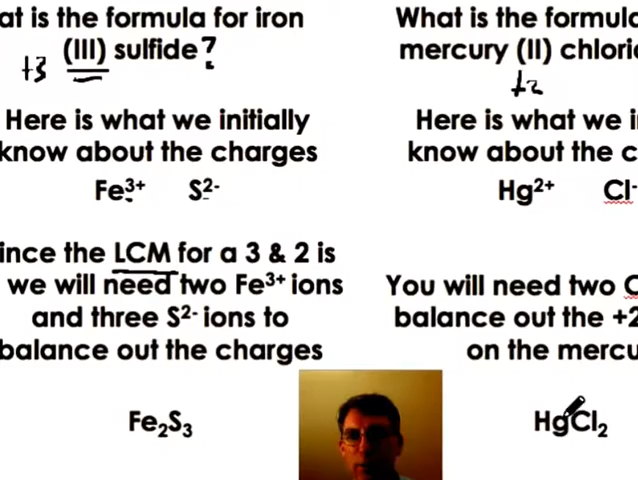 at is the formula for iron
(III) sulfide?
+3
Here is what we initially
know about the charges
Fe³⁺ S²⁻
ince the LCM for a 3 & 2 is
we will need two Fe³⁺ ions
and three S²⁻ ions to
balance out the charges
Fe₂S₃
What is the formula
mercury (II) chlori
+2
Here is what we i
know about the c
Hg²⁺ Cl⁻
You will need two C
balance out the +2
on the mercu
HgCl₂